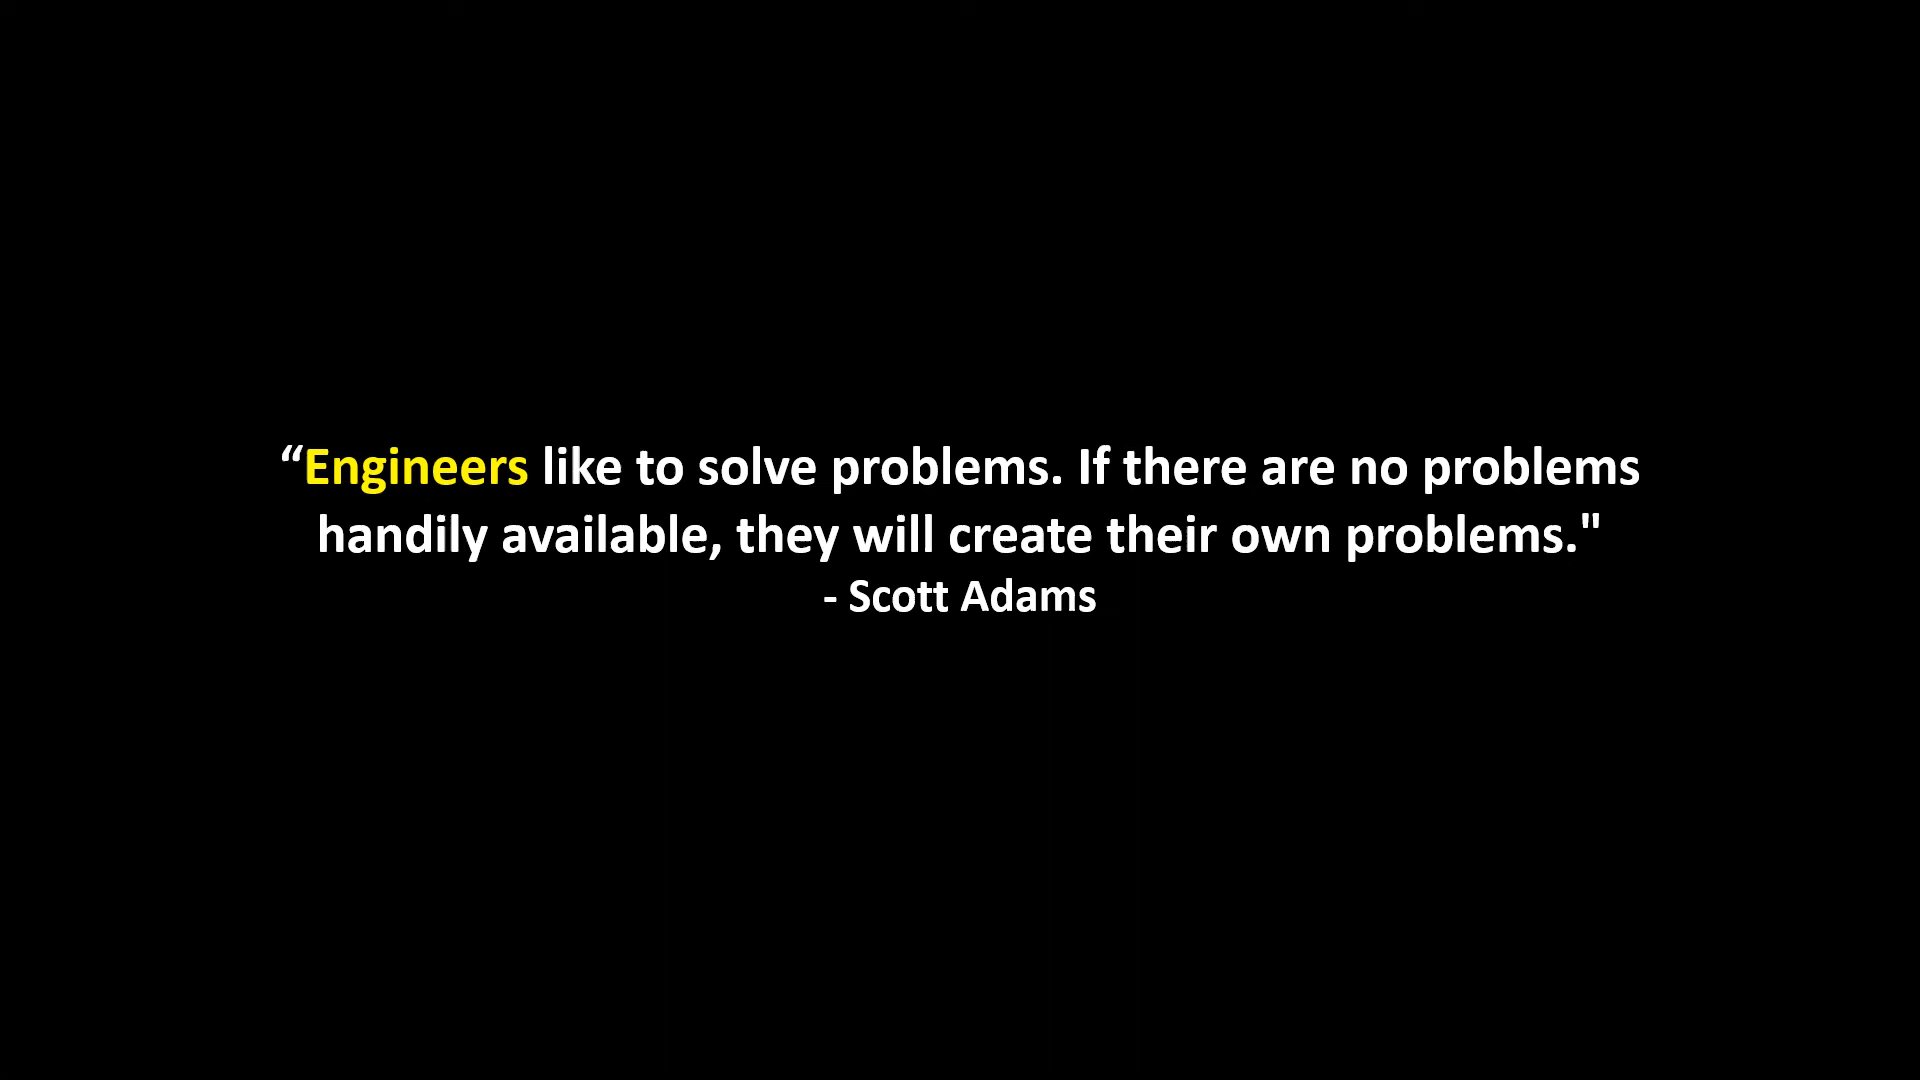 “Engineers like to solve problems. If there are no problems
handily available, they will create their own problems."
- Scott Adams